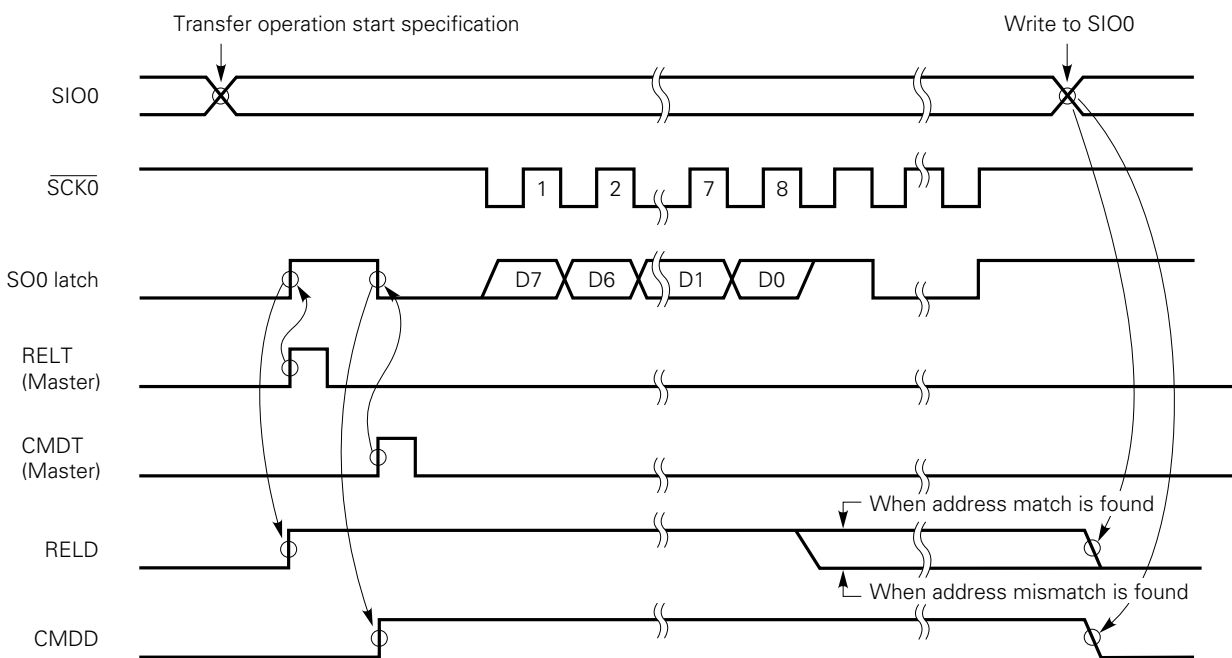 Transfer operation start specification
Write to SIO0
SIO0
SCK0
1 2 7 8
SO0 latch
D7 D6 D1 D0
RELT
(Master)
CMDT
(Master)
When address match is found
RELD
When address mismatch is found
CMDD